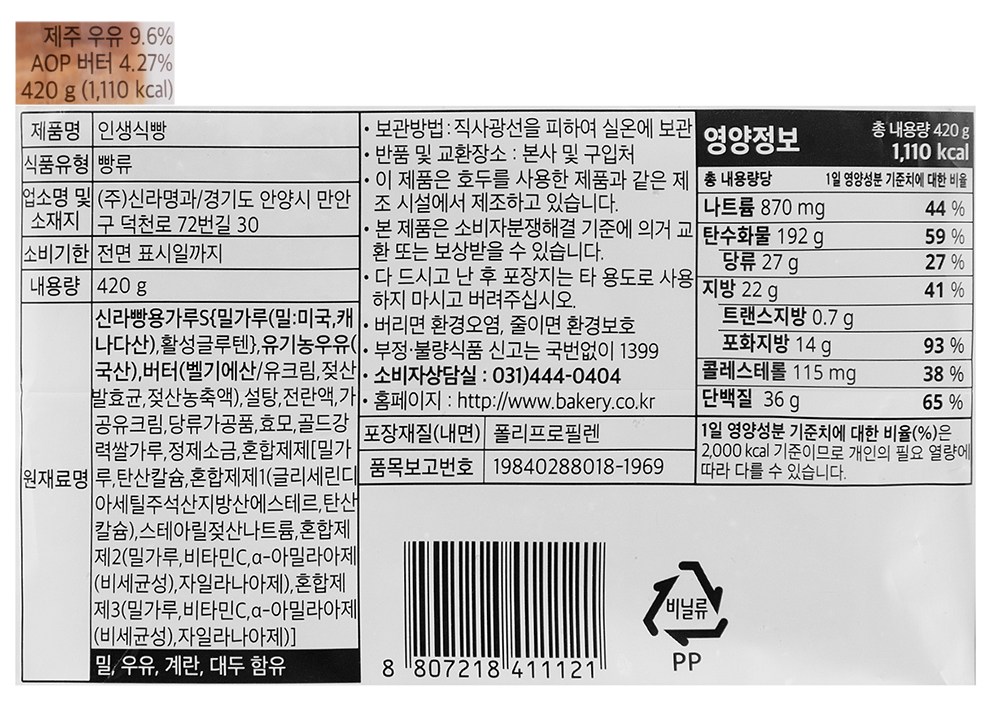 제주 우유 9.6%
AOP 버터 4.27%
420 g (1,110 kcal)
제품명 인생식빵
식품유형 빵류
업소명 및 소재지 (주)신라명과/경기도 안양시 만안
구 덕천로 72번길 30
소비기한 전면 표시일까지
내용량 420 g
원재료명
신라빵용가루S{밀가루(밀:미국,캐
나다산),활성글루텐},유기농우유(
국산),버터(벨기에산/유크림,젖산
발효균,젖산농축액),설탕,전란액,가
공유크림,당류가공품,효모,골드강
력쌀가루,정제소금,혼합제제[밀가
루,탄산칼슘,혼합제제1(글리세린디
아세틸주석산지방산에스테르,탄산
칼슘),스테아릴젖산나트륨,혼합제
제2(밀가루,비타민C,α-아밀라아제
(비세균성),자일라나아제),혼합제
제3(밀가루,비타민C,α-아밀라아제
(비세균성),자일라나아제)]
밀, 우유, 계란, 대두 함유
• 보관방법 : 직사광선을 피하여 실온에 보관
• 반품 및 교환장소 : 본사 및 구입처
• 이 제품은 호두를 사용한 제품과 같은 제
조 시설에서 제조하고 있습니다.
• 본 제품은 소비자분쟁해결 기준에 의거 교
환 또는 보상받을 수 있습니다.
• 다 드시고 난 후 포장지는 타 용도로 사용
하지 마시고 버려주십시오.
• 버리면 환경오염, 줄이면 환경보호
• 부정·불량식품 신고는 국번없이 1399
• 소비자상담실 : 031)444-0404
• 홈페이지 : http://www.bakery.co.kr
포장재질(내면) 폴리프로필렌
품목보고번호 19840288018-1969
영양정보 총 내용량 420 g
1,110 kcal
총 내용량당 1일 영양성분 기준치에 대한 비율
나트륨 870 mg 44 %
탄수화물 192 g 59 %
당류 27 g 27 %
지방 22 g 41 %
트랜스지방 0.7 g
포화지방 14 g 93 %
콜레스테롤 115 mg 38 %
단백질 36 g 65 %
1일 영양성분 기준치에 대한 비율(%)은
2,000 kcal 기준이므로 개인의 필요 열량에
따라 다를 수 있습니다.
8 807218 411121
비닐류
PP